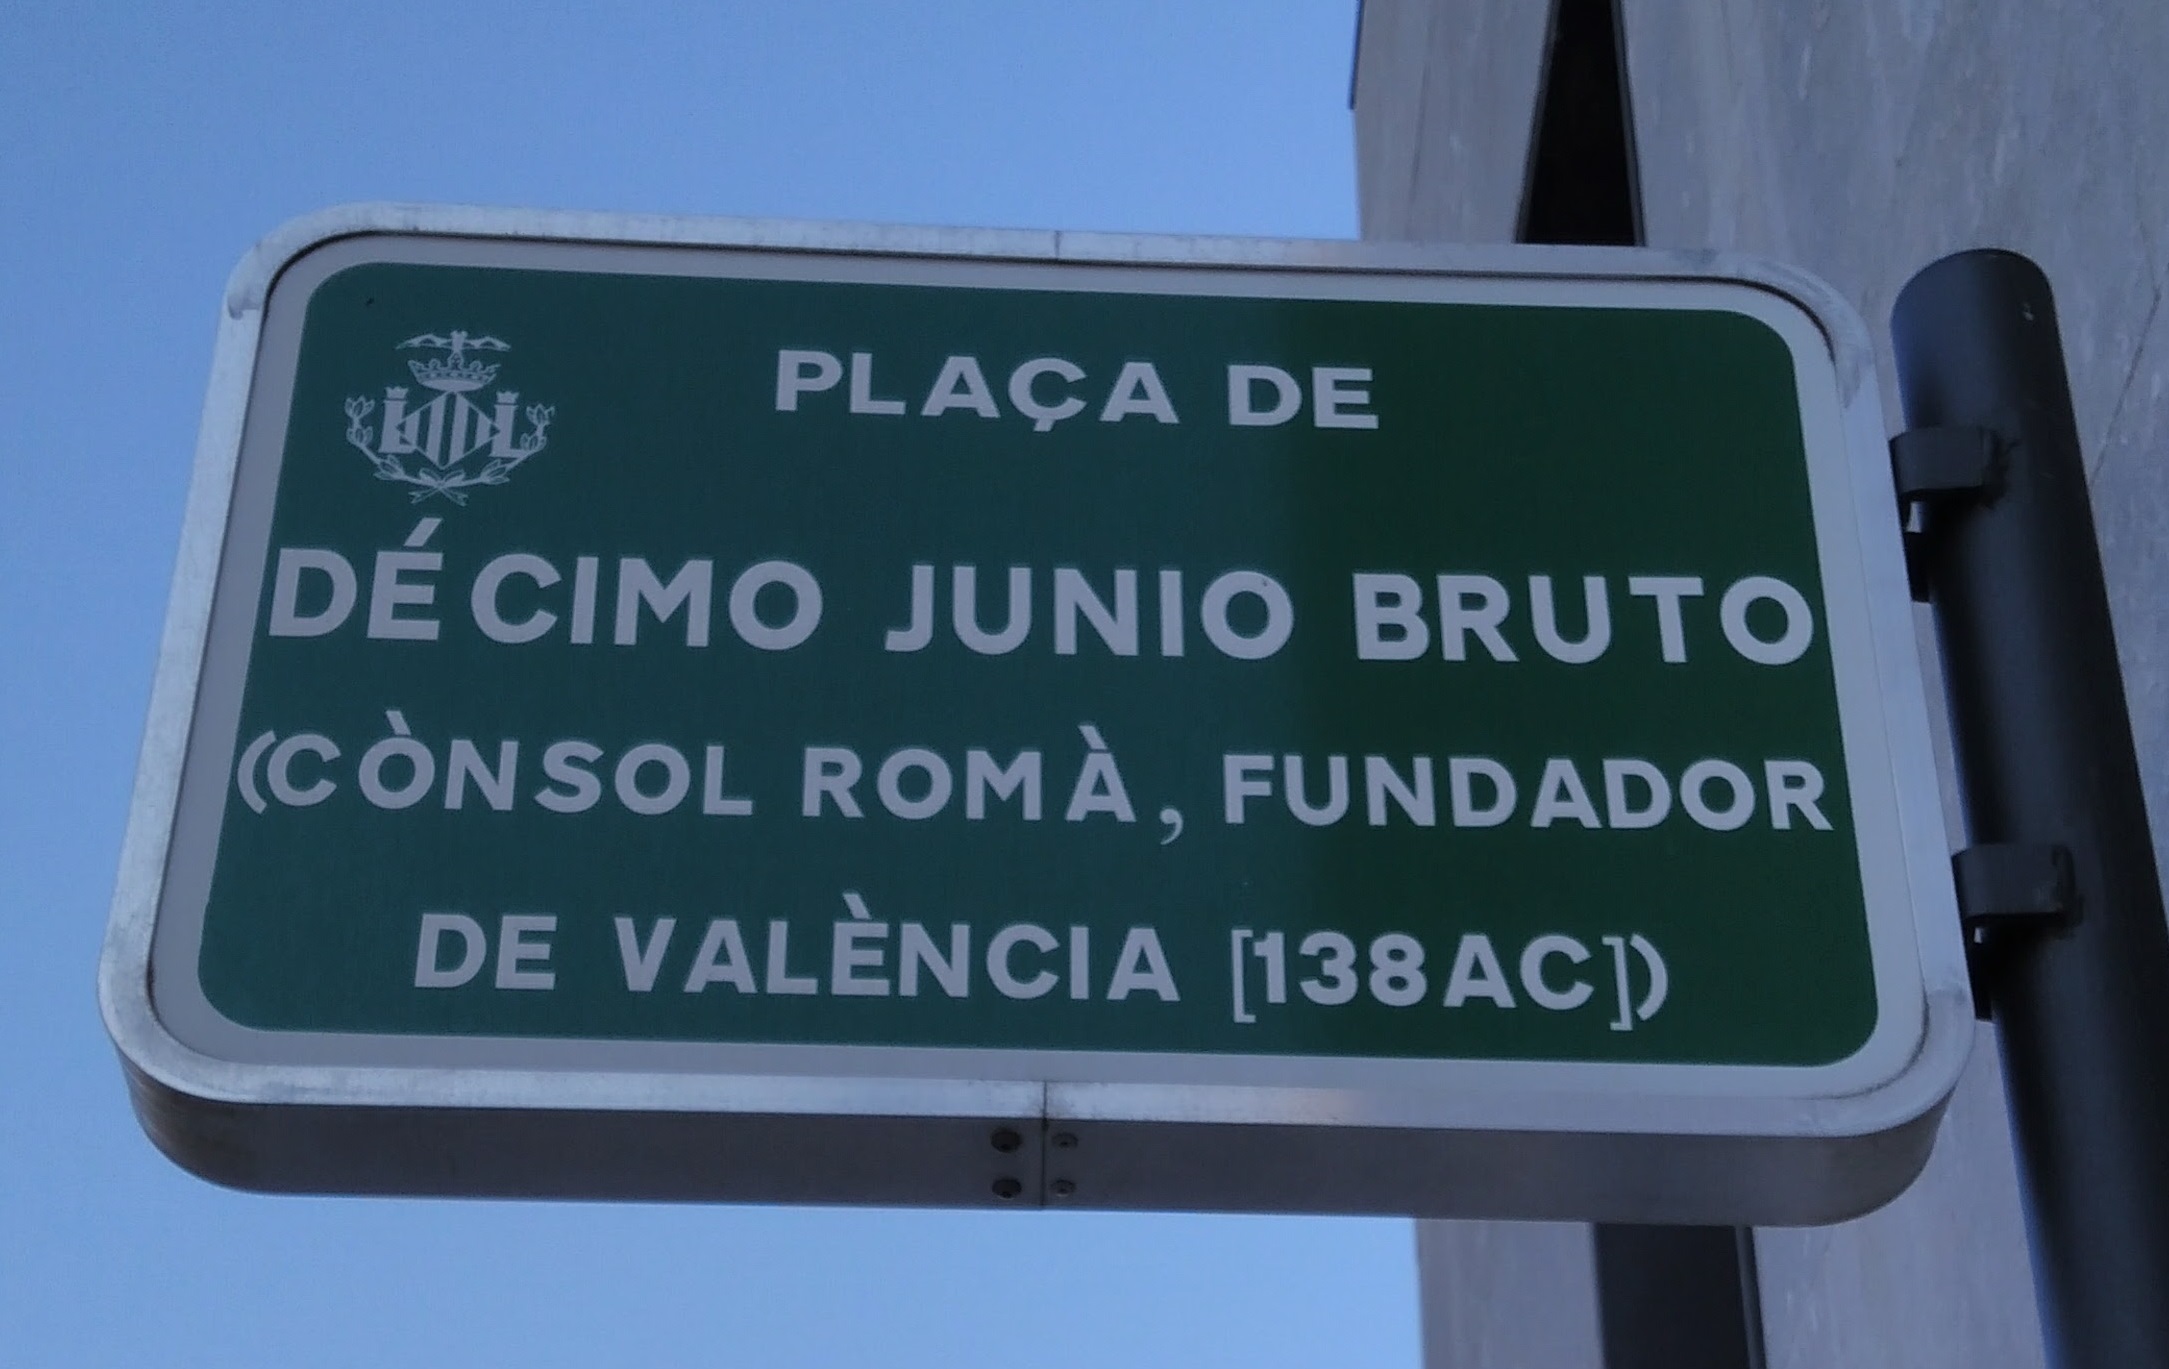 PLAÇA DE
DÉCIMO JUNIO BRUTO
(CÒNSOL ROMÀ, FUNDADOR
DE VALÈNCIA [138AC])